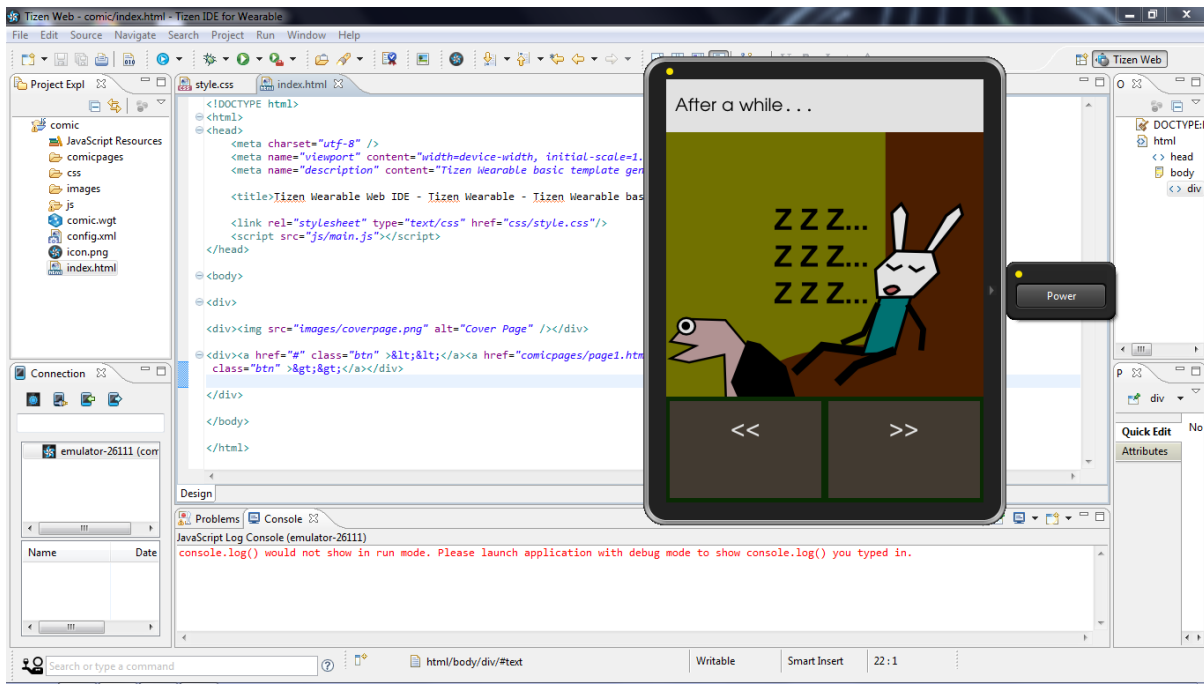 Tizen Web - comic/index.html - Tizen IDE for Wearable
File Edit Source Navigate Search Project Run Window Help
Tizen Web
Project Expl
style.css
index.html
comic
JavaScript Resources
comicpages
css
images
js
comic.wgt
config.xml
icon.png
index.html
<!DOCTYPE html>
<html>
<head>
<meta charset="utf-8" />
<meta name="viewport" content="width=device-width, initial-scale=1.
<meta name="description" content="Tizen Wearable basic template gen
<title>Tizen Wearable Web IDE - Tizen Wearable - Tizen Wearable bas
<link rel="stylesheet" type="text/css" href="css/style.css"/>
<script src="js/main.js"></script>
</head>
<body>
<div>
<div><img src="images/coverpage.png" alt="Cover Page" /></div>
<div><a href="#" class="btn" >&lt;&lt;</a><a href="comicpages/page1.htm
class="btn" >&gt;&gt;</a></div>
</div>
</body>
</html>
Design
After a while...
Z Z Z...
Z Z Z...
Z Z Z...
<<
>>
Power
O
DOCTYPE:
html
head
body
div
P
div
Quick Edit
Attributes
No
Connection
emulator-26111 (com
Name Date
Problems
Console
JavaScript Log Console (emulator-26111)
console.log() would not show in run mode. Please launch application with debug mode to show console.log() you typed in.
Search or type a command
html/body/div/#text
Writable
Smart Insert
22 : 1